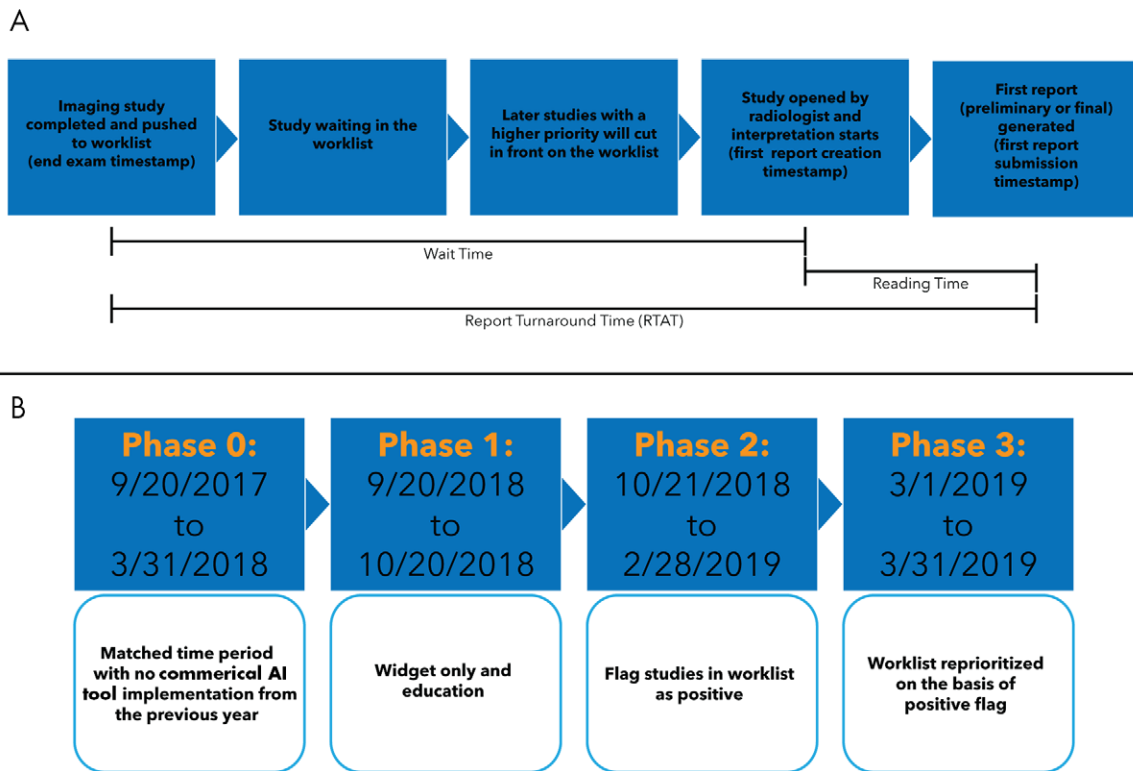 A
Imaging study
completed and pushed
to worklist
(end exam timestamp)
Study waiting in the
worklist
Later studies with a
higher priority will cut
in front on the worklist
Study opened by
radiologist and
interpretation starts
(first report creation
timestamp)
First report
(preliminary or final)
generated
(first report
submission
timestamp)
Wait Time
Reading Time
Report Turnaround Time (RTAT)
B
Phase 0:
9/20/2017
to
3/31/2018
Matched time period
with no commerical AI
tool implementation from
the previous year
Phase 1:
9/20/2018
to
10/20/2018
Widget only and
education
Phase 2:
10/21/2018
to
2/28/2019
Flag studies in worklist
as positive
Phase 3:
3/1/2019
to
3/31/2019
Worklist reprioritized
on the basis of
positive flag